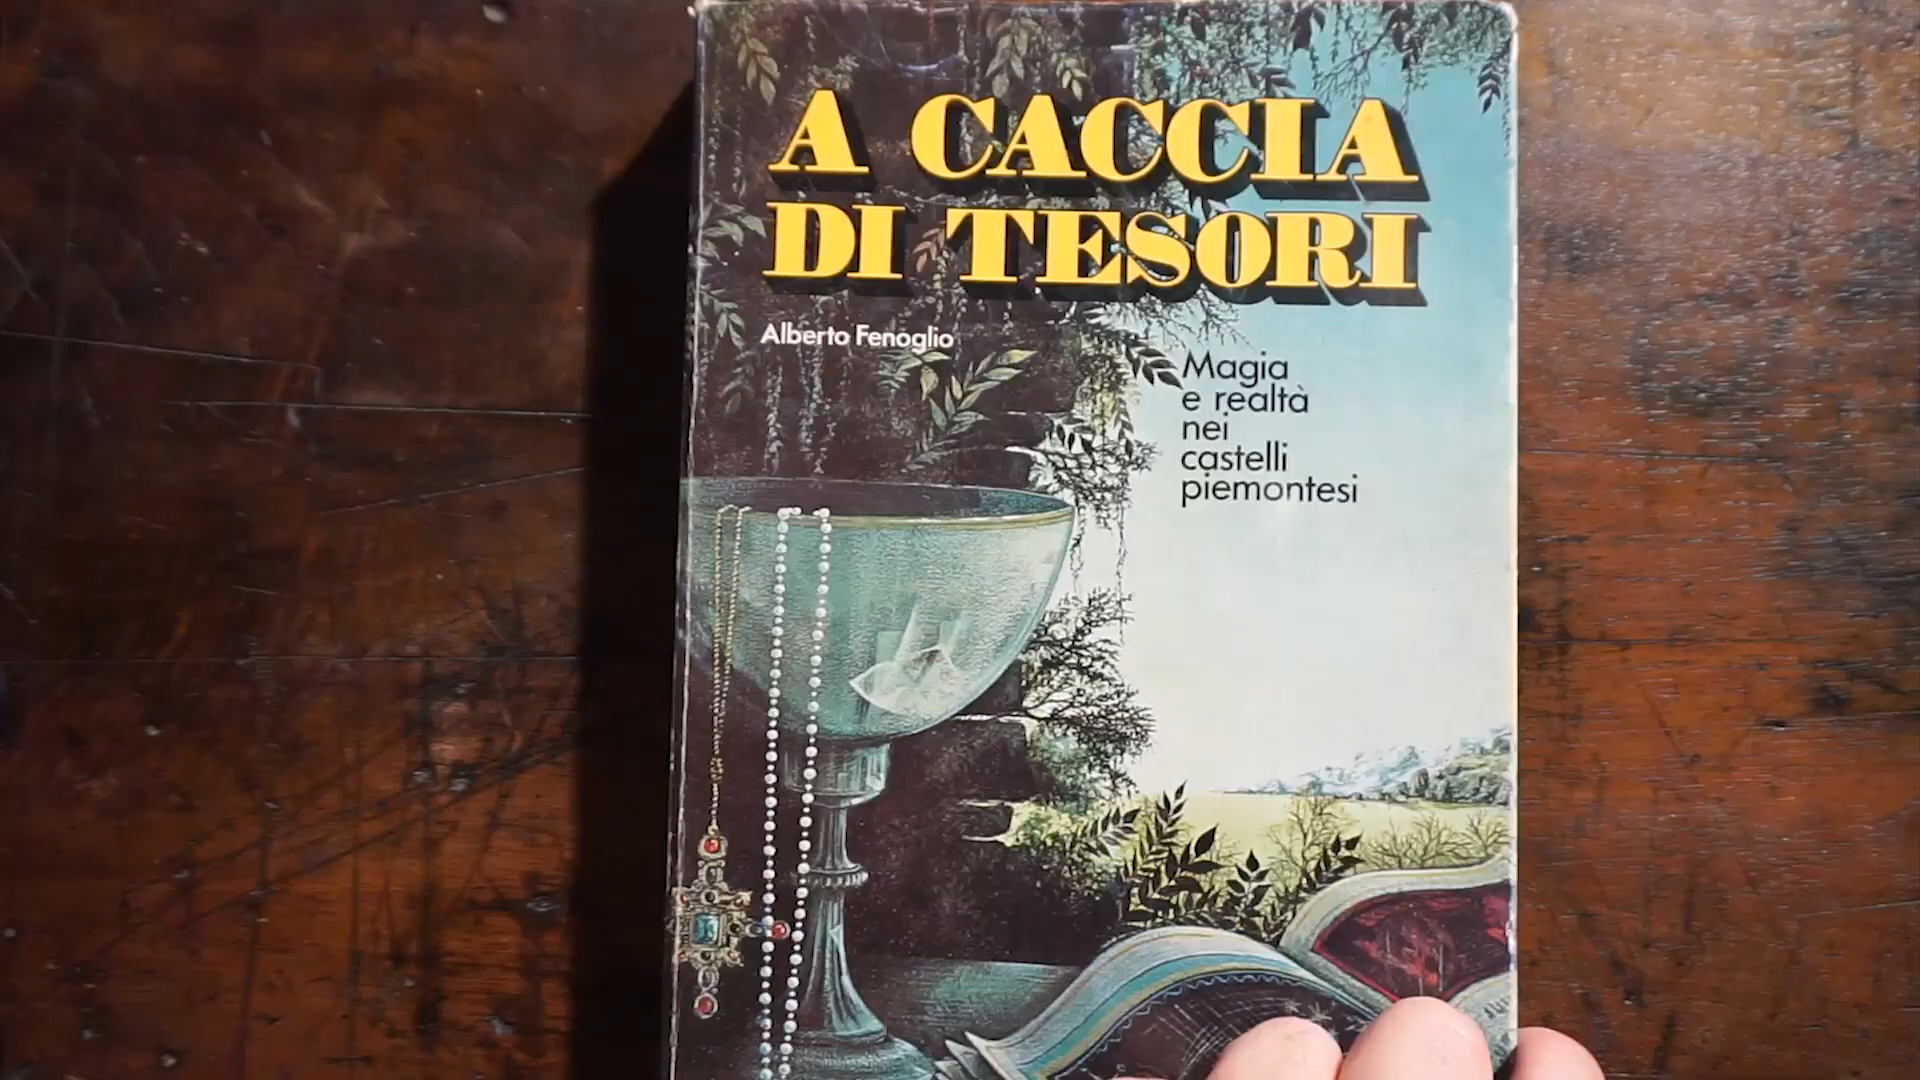 A CACCIA
DI TESORI
Alberto Fenoglio
Magia
e realtà
nei
castelli
piemontesi